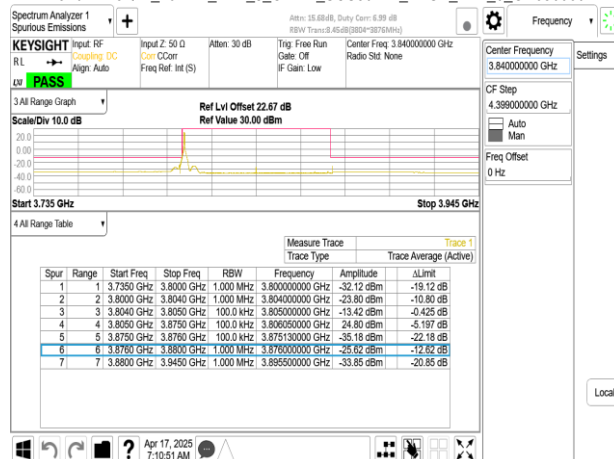 Spectrum Analyzer 1
Spurious Emissions
+
Attn: 15.68dB, Duty Corr: 6.99 dB
RBW Trans:8.45dB(3804~3876MHz)
Frequency
Settings
KEYSIGHT
RL
LXI
PASS
Input: RF
Coupling: DC
Align: Auto
Input Z: 50 Ω
Corr CCorr
Freq Ref: Int (S)
Atten: 30 dB
Trig: Free Run
Gate: Off
IF Gain: Low
Center Freq: 3.840000000 GHz
Radio Std: None
Center Frequency
3.840000000 GHz
CF Step
4.399000000 GHz
Auto
Man
Freq Offset
0 Hz
3 All Range Graph
Scale/Div 10.0 dB
Ref Lvl Offset 22.67 dB
Ref Value 30.00 dBm
20.0
0.00
-20.0
-40.0
-60.0
Start 3.735 GHz
Stop 3.945 GHz
4 All Range Table
Measure Trace Trace 1
Trace Type Trace Average (Active)
Spur Range Start Freq Stop Freq RBW Frequency Amplitude ΔLimit
1 1 3.7350 GHz 3.8000 GHz 1.000 MHz 3.800000000 GHz -32.12 dBm -19.12 dB
2 2 3.8000 GHz 3.8040 GHz 1.000 MHz 3.804000000 GHz -23.80 dBm -10.80 dB
3 3 3.8040 GHz 3.8050 GHz 100.0 kHz 3.805000000 GHz -13.42 dBm -0.425 dB
4 4 3.8050 GHz 3.8750 GHz 100.0 kHz 3.806050000 GHz 24.80 dBm -5.197 dB
5 5 3.8750 GHz 3.8760 GHz 100.0 kHz 3.875130000 GHz -35.18 dBm -22.18 dB
6 6 3.8760 GHz 3.8800 GHz 1.000 MHz 3.876000000 GHz -25.62 dBm -12.62 dB
7 7 3.8800 GHz 3.9450 GHz 1.000 MHz 3.895500000 GHz -33.85 dBm -20.85 dB
Local
?
Apr 17, 2025
7:10:51 AM